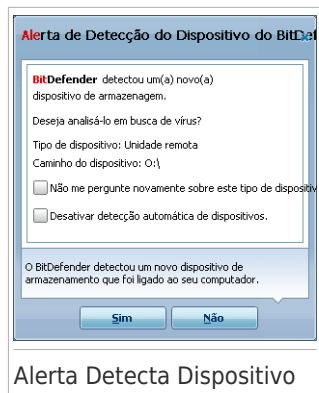 Alerta de Detecção do Dispositivo do BitDef
BitDefender detectou um(a) novo(a)
dispositivo de armazenagem.
Deseja analisá-lo em busca de vírus?
Tipo de dispositivo: Unidade remota
Caminho do dispositivo: O:\
Não me pergunte novamente sobre este tipo de dispositiv
Desativar detecção automática de dispositivos.
O BitDefender detectou um novo dispositivo de
armazenamento que foi ligado ao seu computador.
Sim Não
Alerta Detecta Dispositivo